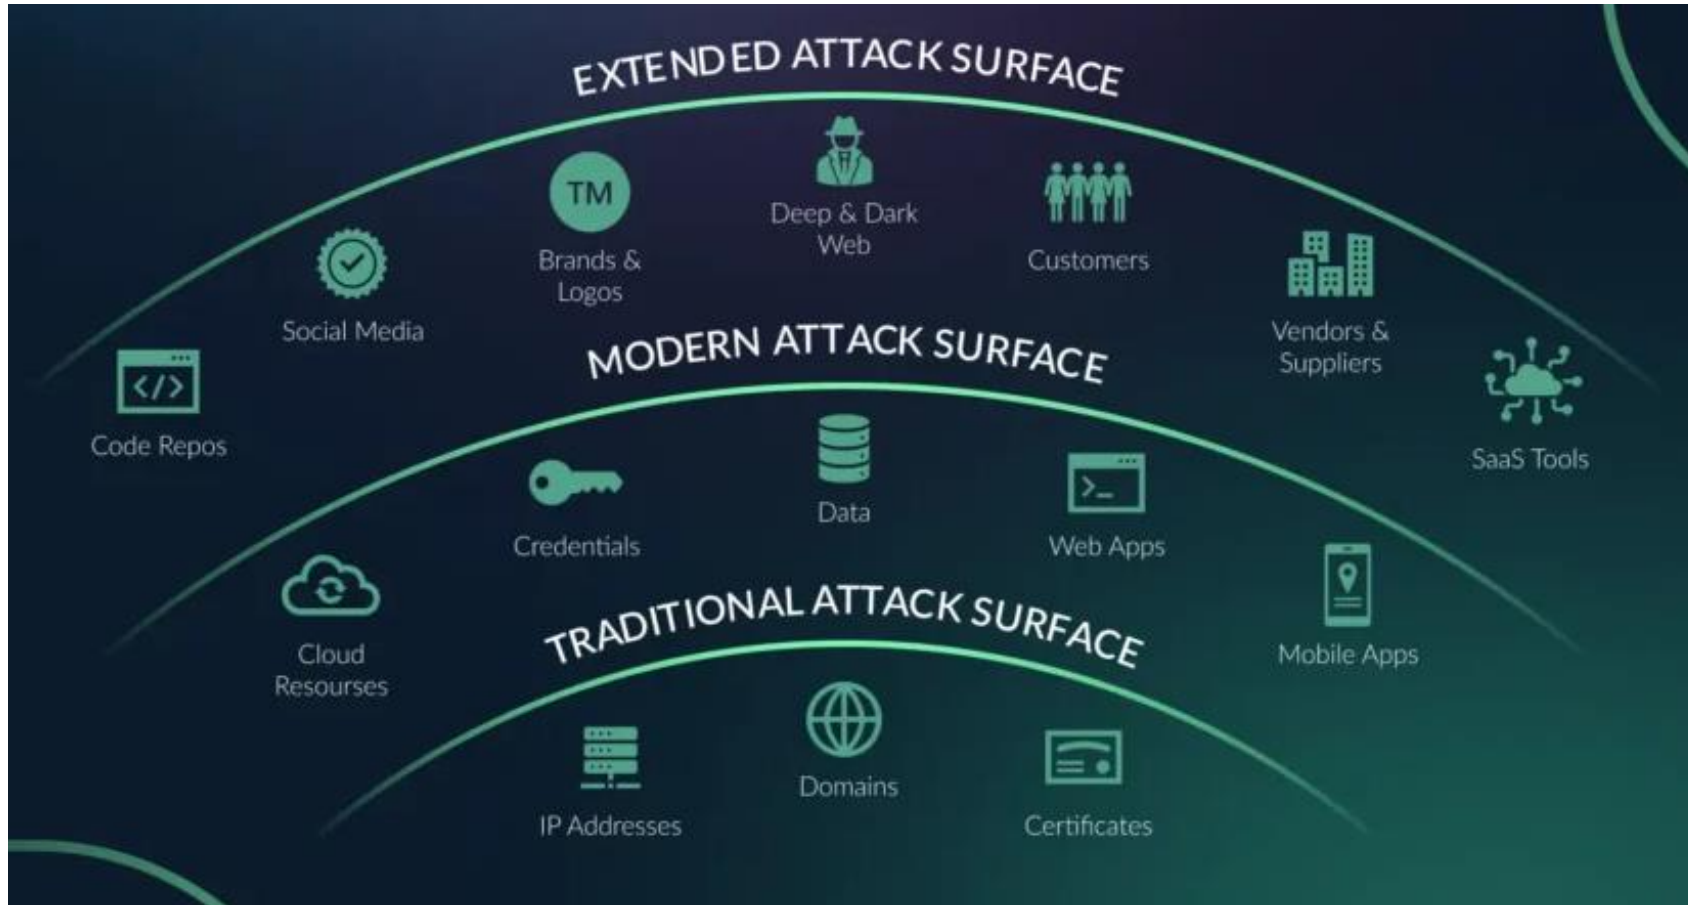 EXTENDED ATTACK SURFACE
TM
Deep & Dark
Web
Brands &
Logos
Customers
Social Media
Vendors &
Suppliers
</>
Code Repos
SaaS Tools
MODERN ATTACK SURFACE
Data
Credentials
>_
Web Apps
Cloud
Resourses
Mobile Apps
TRADITIONAL ATTACK SURFACE
Domains
IP Addresses
Certificates